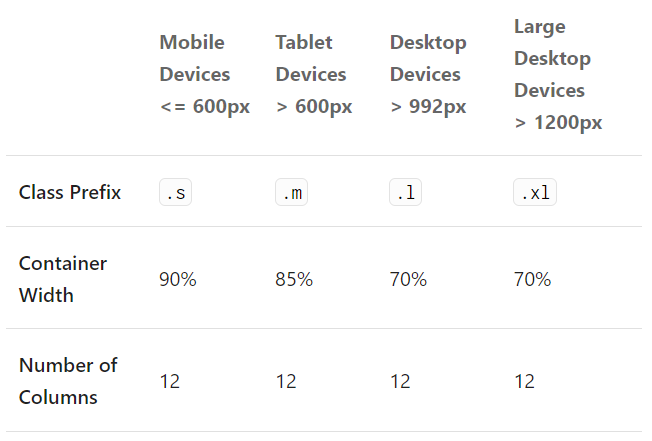 Mobile Devices <= 600px
Tablet Devices > 600px
Desktop Devices > 992px
Large Desktop Devices > 1200px
Class Prefix .s .m .l .xl
Container Width 90% 85% 70% 70%
Number of Columns 12 12 12 12